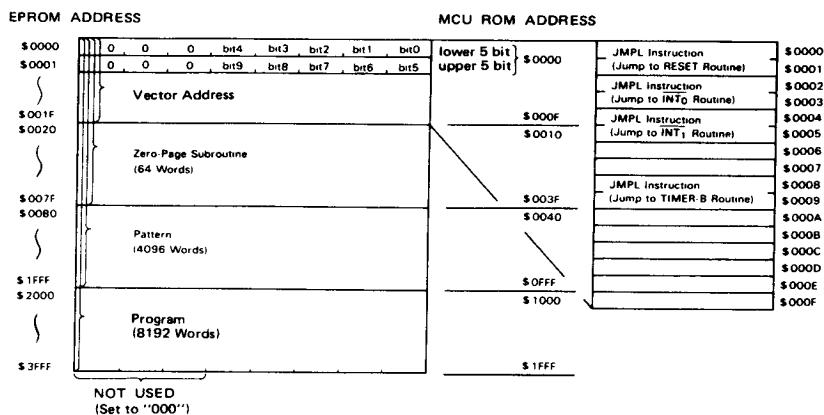 EPROM ADDRESS
MCU ROM ADDRESS
$0000
0 0 0 bit4 bit3 bit2 bit1 bit0
$0001
0 0 0 bit9 bit8 bit7 bit6 bit5
Vector Address
$001F
$0020
Zero-Page Subroutine
(64 Words)
$007F
$0080
Pattern
(4096 Words)
$1FFF
$2000
Program
(8192 Words)
$3FFF
NOT USED
(Set to "000")
lower 5 bit
upper 5 bit
$0000
$000F
$0010
$003F
$0040
$0FFF
$1000
$1FFF
JMPL Instruction
(Jump to RESET Routine)
$0000
$0001
JMPL Instruction
(Jump to INT0 Routine)
$0002
$0003
JMPL Instruction
(Jump to INT1 Routine)
$0004
$0005
$0006
$0007
JMPL Instruction
(Jump to TIMER-B Routine)
$0008
$0009
$000A
$000B
$000C
$000D
$000E
$000F